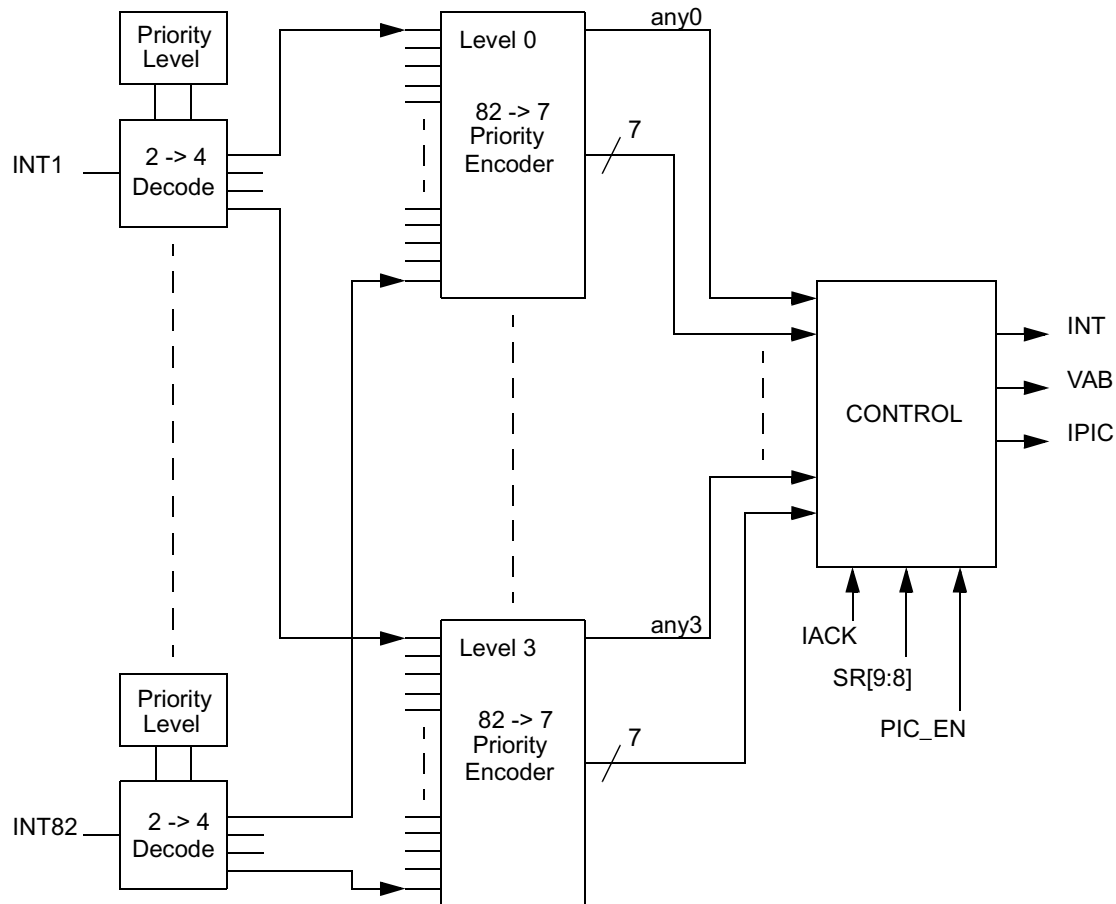 Priority
Level
INT1
2 -> 4
Decode
Level 0
82 -> 7
Priority
Encoder
any0
7
CONTROL
INT
VAB
IPIC
IACK
SR[9:8]
PIC_EN
Priority
Level
INT82
2 -> 4
Decode
Level 3
82 -> 7
Priority
Encoder
any3
7